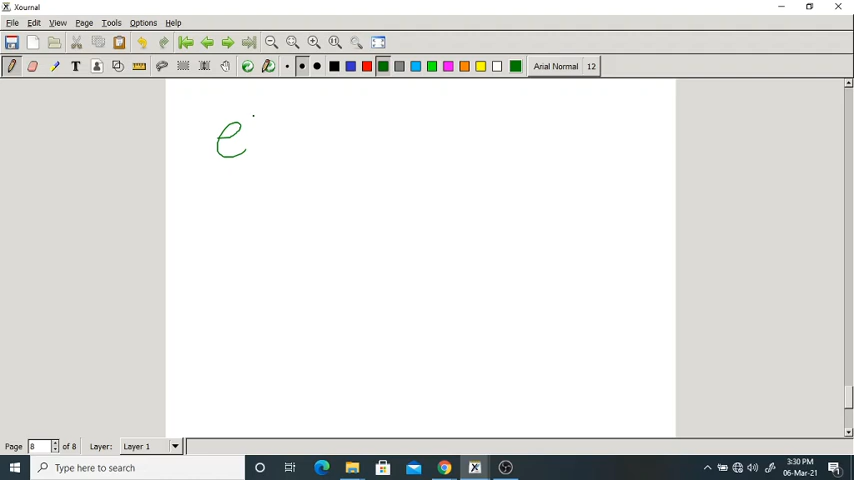 Xournal
File Edit View Page Tools Options Help
T Arial Normal 12
e
Page 8 of 8 Layer: Layer 1
Type here to search 3:30 PM
06-Mar-21